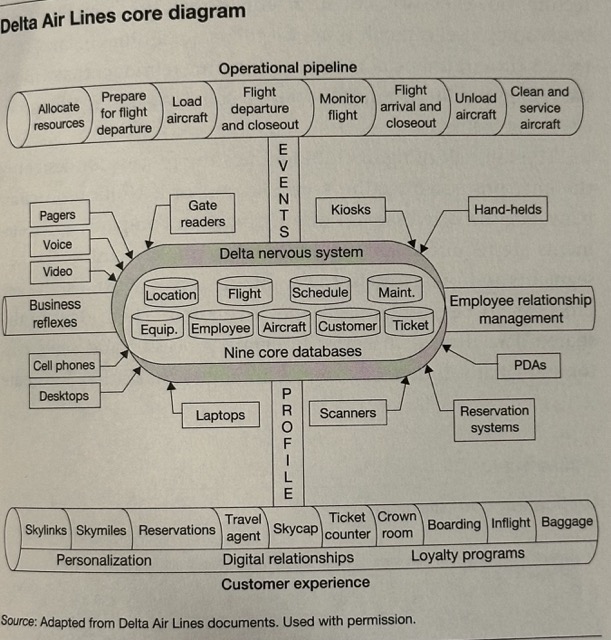 Delta Air Lines core diagram
Operational pipeline
Allocate
resources
Prepare
for flight
departure
Load
aircraft
Flight
departure
and closeout
Monitor
flight
Flight
arrival and
closeout
Unload
aircraft
Clean and
service
aircraft
EVENTS
Pagers
Voice
Video
Gate
readers
Kiosks
Hand-helds
Delta nervous system
Location
Flight
Schedule
Maint.
Equip.
Employee
Aircraft
Customer
Ticket
Nine core databases
Business
reflexes
Employee relationship
management
Cell phones
Desktops
Laptops
Scanners
PDAs
Reservation
systems
PROFILE
Skylinks
Skymiles
Reservations
Travel
agent
Skycap
Ticket
counter
Crown
room
Boarding
Inflight
Baggage
Personalization
Digital relationships
Loyalty programs
Customer experience
Source: Adapted from Delta Air Lines documents. Used with permission.